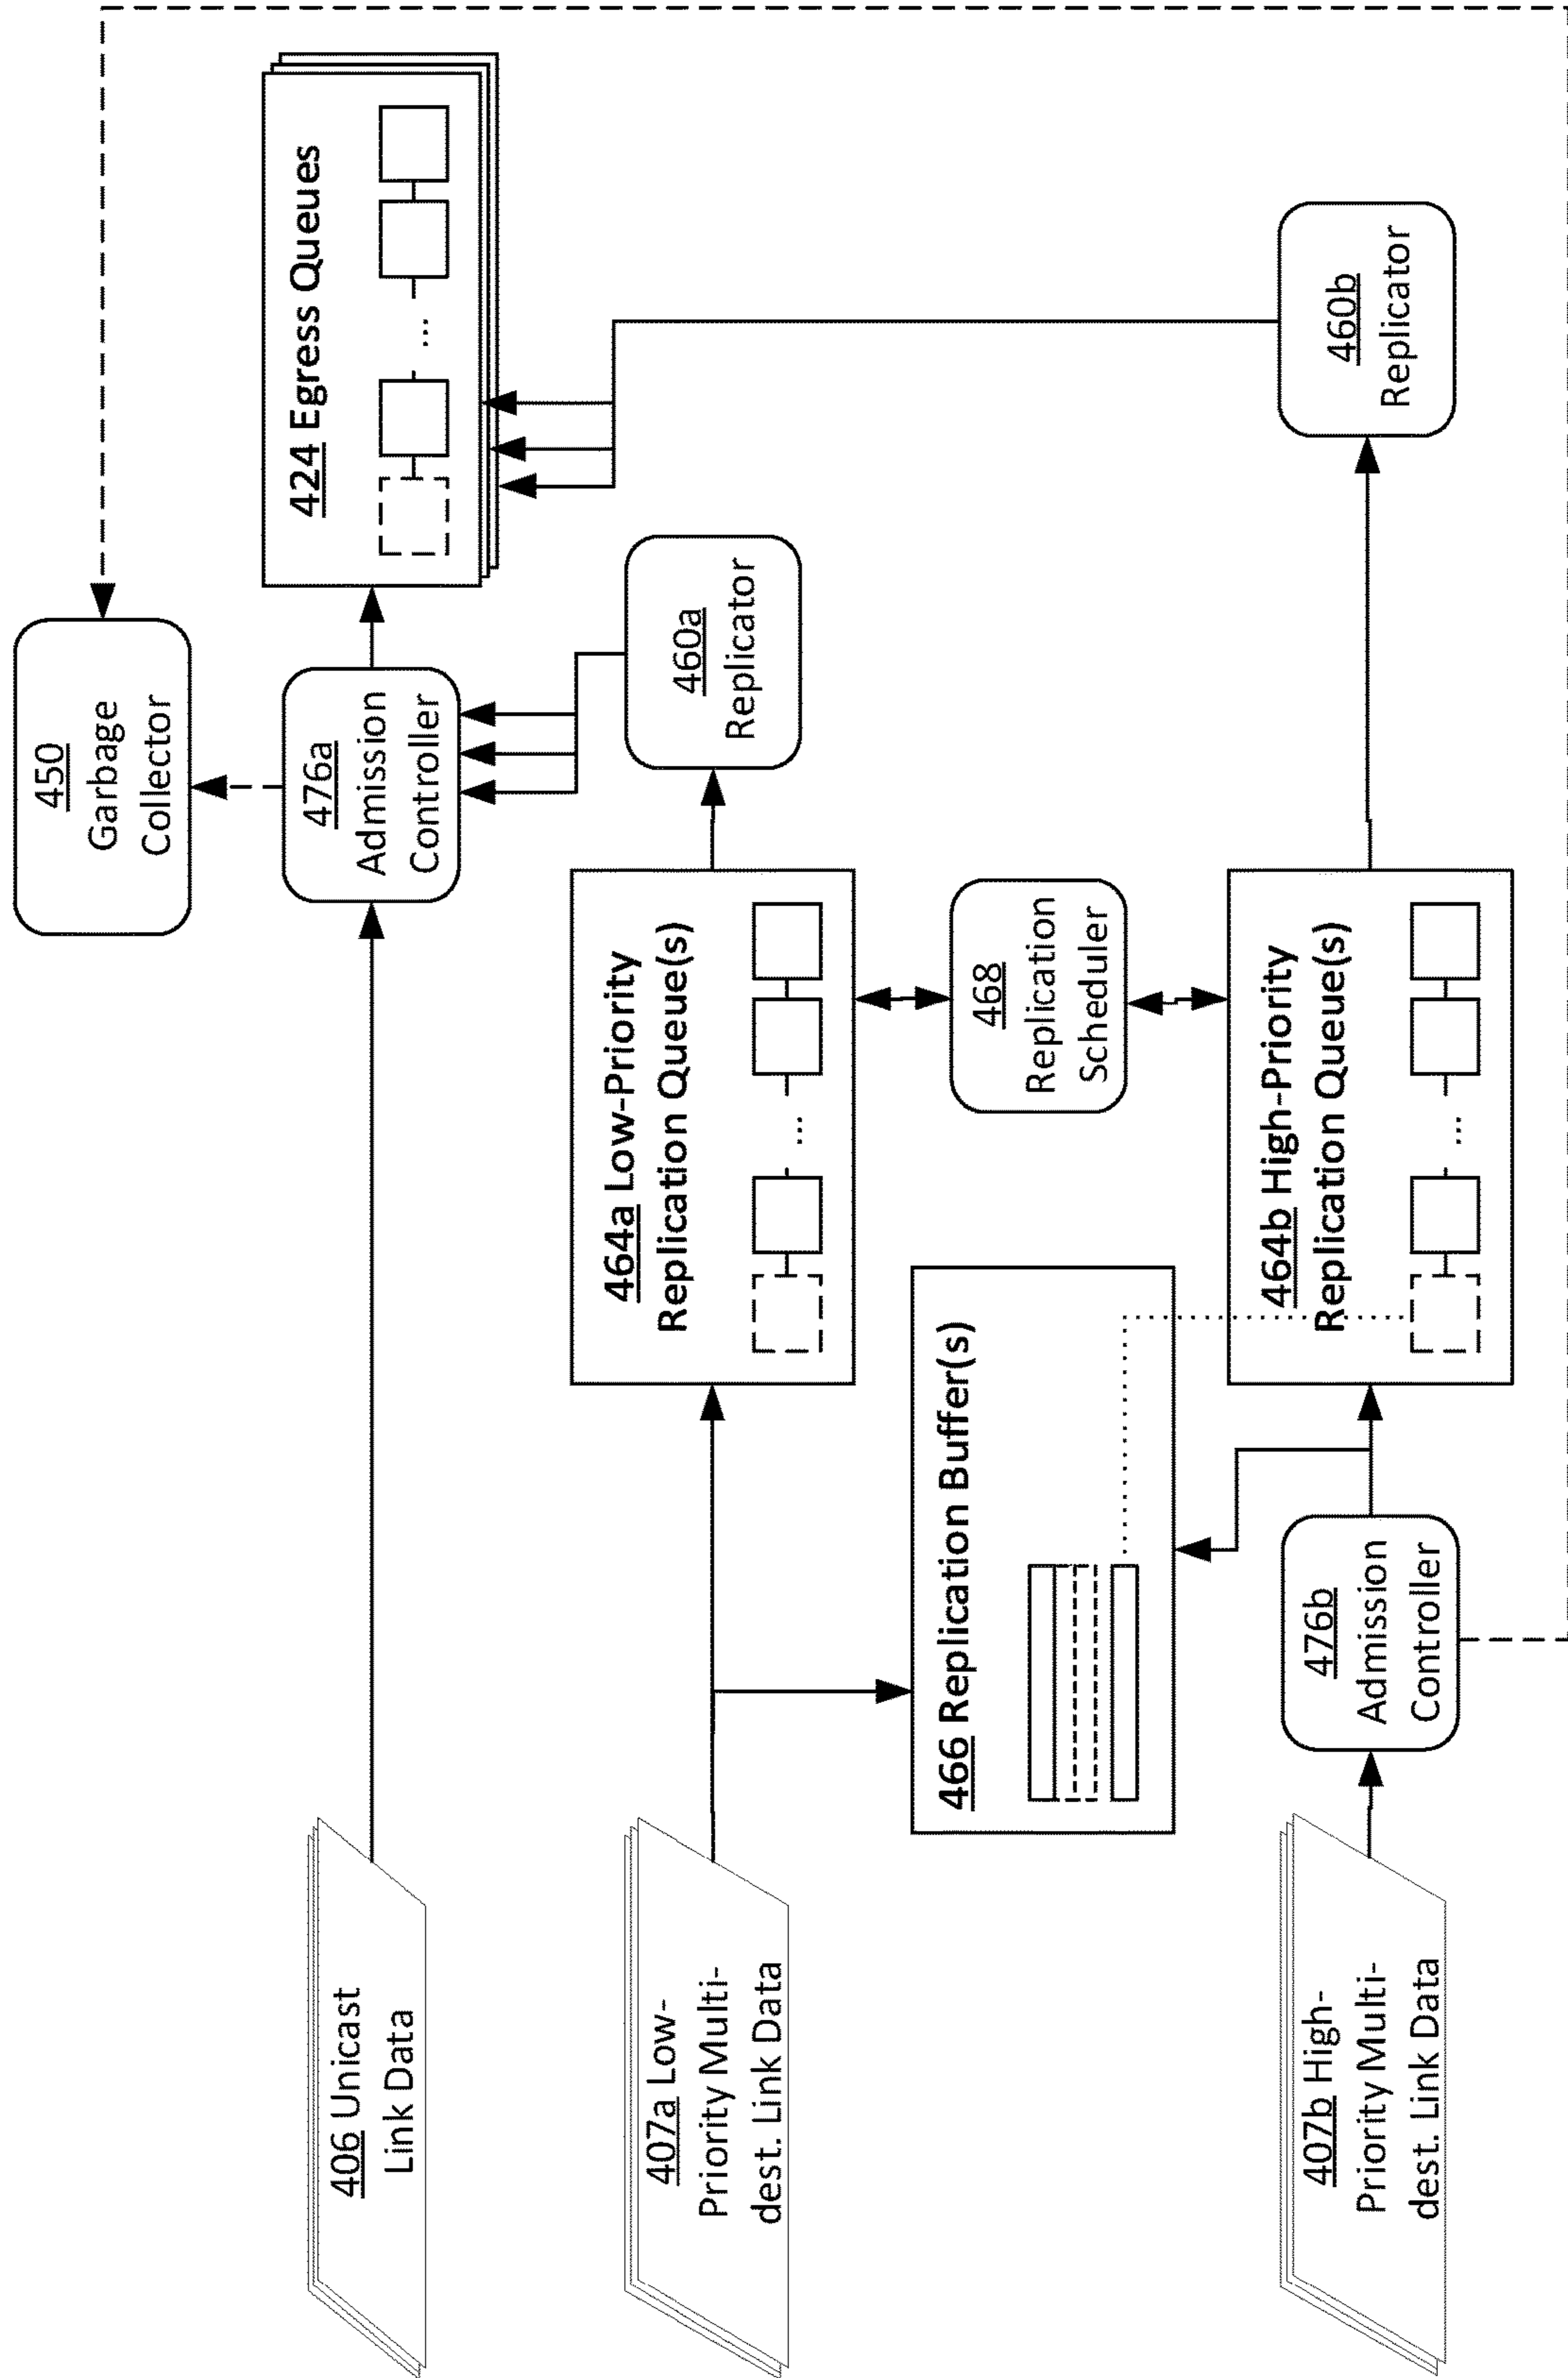 450
Garbage
Collector
406 Unicast
Link Data
476a
Admission
Controller
424 Egress Queues
...
407a Low-
Priority Multi-
dest. Link Data
464a Low-Priority
Replication Queue(s)
...
460a
Replicator
466 Replication Buffer(s)
468
Replication
Scheduler
407b High-
Priority Multi-
dest. Link Data
476b
Admission
Controller
464b High-Priority
Replication Queue(s)
...
460b
Replicator